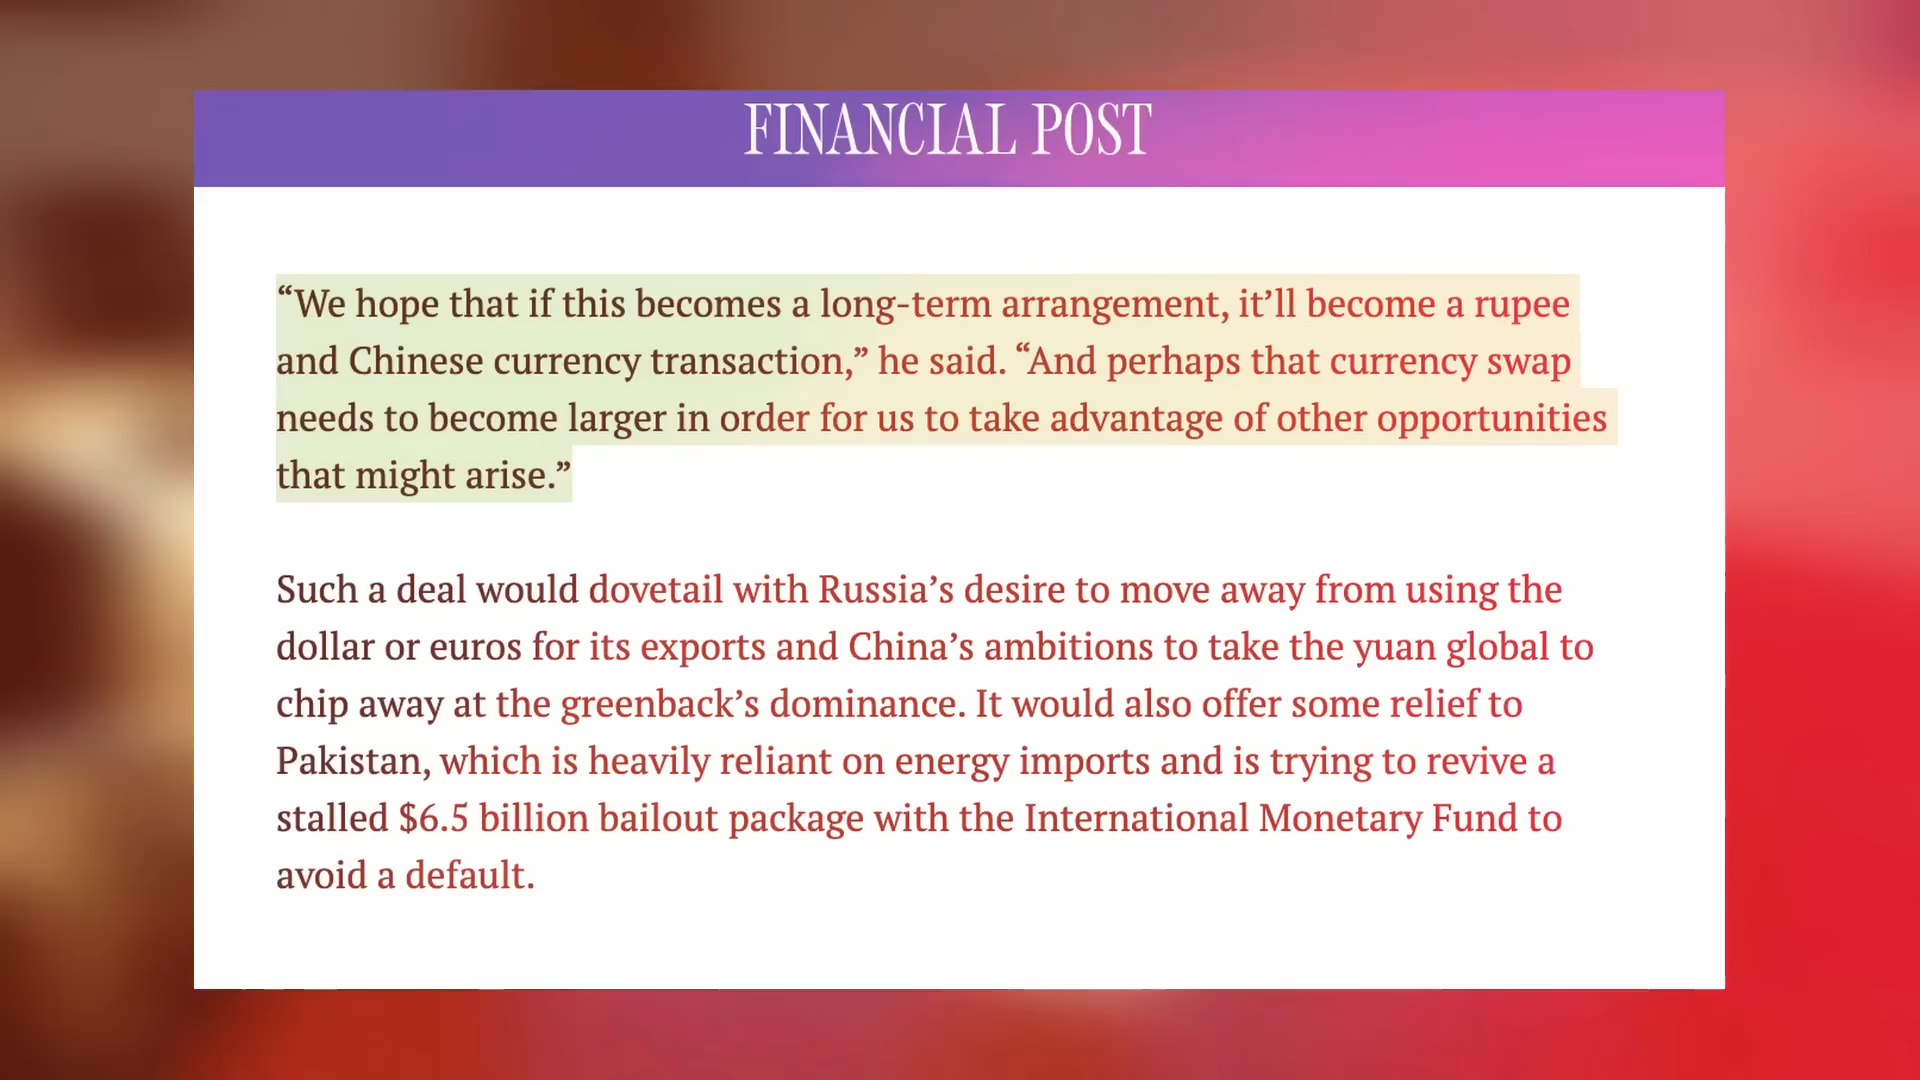 FINANCIAL POST
“We hope that if this becomes a long-term arrangement, it’ll become a rupee
and Chinese currency transaction,” he said. “And perhaps that currency swap
needs to become larger in order for us to take advantage of other opportunities
that might arise.”
Such a deal would dovetail with Russia’s desire to move away from using the
dollar or euros for its exports and China’s ambitions to take the yuan global to
chip away at the greenback’s dominance. It would also offer some relief to
Pakistan, which is heavily reliant on energy imports and is trying to revive a
stalled $6.5 billion bailout package with the International Monetary Fund to
avoid a default.